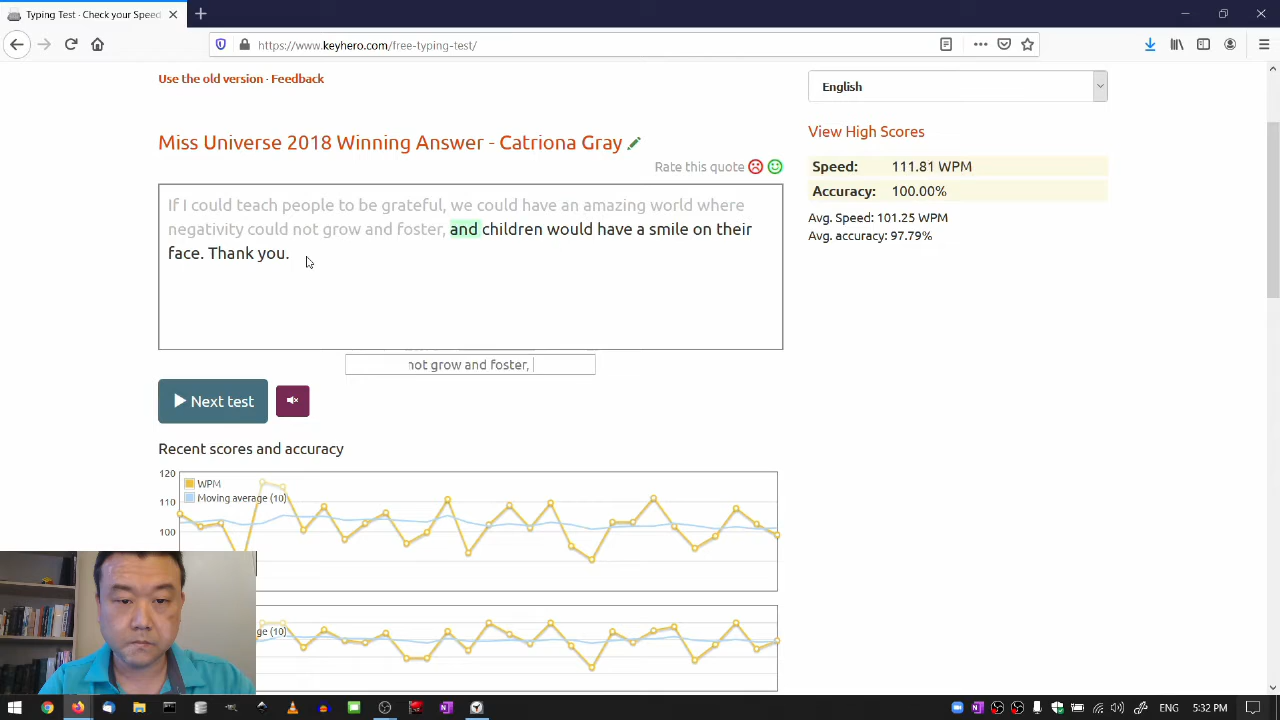 Typing Test - Check your Speed
https://www.keyhero.com/free-typing-test/
Use the old version · Feedback
English
Miss Universe 2018 Winning Answer - Catriona Gray
View High Scores
Rate this quote
Speed: 111.81 WPM
Accuracy: 100.00%
If I could teach people to be grateful, we could have an amazing world where
negativity could not grow and foster, and children would have a smile on their
face. Thank you.
Avg. Speed: 101.25 WPM
Avg. accuracy: 97.79%
not grow and foster,
Next test
Recent scores and accuracy
120
WPM
Moving average (10)
110
100
ge (10)
ENG
5:32 PM